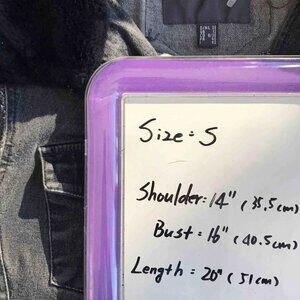 Size: S
Shoulder: 14" (35.5cm)
Bust = 16" (40.5cm)
Length = 20" (51cm)